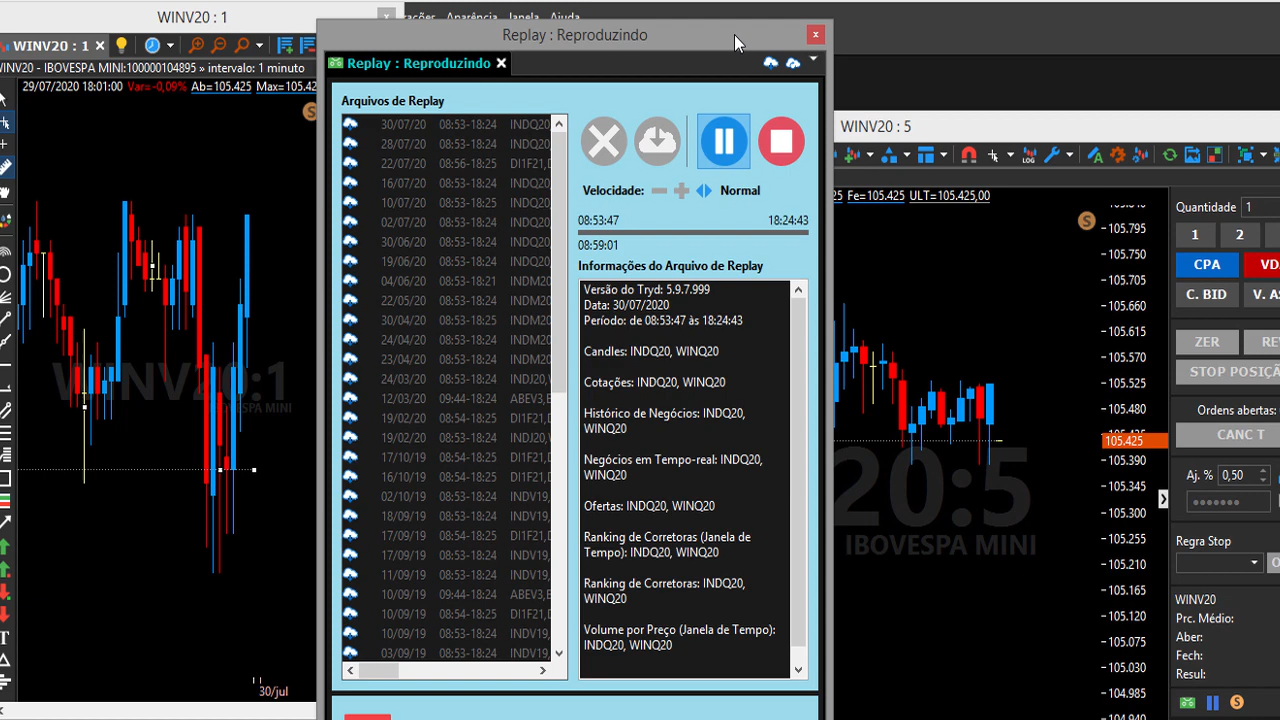 WINV20 : 1
Aparência Janela Ajuda
WINV20 : 1
WINV20 - IBOVESPA MINI:100000104895 » intervalo: 1 minuto
29/07/2020 18:01:00 Var=-0,09% Ab=105.425 Max=105.42
WINV20:1
IBOVESPA MINI
30/jul
Replay : Reproduzindo
Replay : Reproduzindo
Arquivos de Replay
30/07/20 08:53-18:24 INDQ20
28/07/20 08:53-18:24 INDQ20
22/07/20 08:56-18:25 DI1F21,
16/07/20 08:53-18:24 INDQ20
10/07/20 08:53-18:25 INDQ20
02/07/20 08:53-18:24 INDQ20
30/06/20 08:53-18:24 INDQ20
19/06/20 08:53-18:24 INDQ20
04/06/20 08:53-18:21 INDM20
22/05/20 08:53-18:24 INDM20
30/04/20 08:53-18:25 INDM20
24/04/20 08:53-18:24 INDM20
23/04/20 08:53-18:24 INDM20
24/03/20 08:53-18:24 INDJ20,
12/03/20 09:44-18:24 ABEV3,E
19/02/20 08:54-18:25 DI1F21,D
19/02/20 08:53-18:24 INDJ20,
17/10/19 08:54-18:25 DI1F21,D
16/10/19 08:54-18:25 DI1F21,D
02/10/19 08:53-18:24 INDV19,
18/09/19 08:53-18:24 INDV19,
17/09/19 08:54-18:25 DI1F21,D
17/09/19 08:53-18:24 INDV19,
11/09/19 08:53-18:24 INDV19,
10/09/19 09:44-18:24 ABEV3,E
10/09/19 08:54-18:25 DI1F21,D
10/09/19 08:53-18:24 INDV19,
03/09/19 08:53-18:24 INDV19,
Velocidade: Normal
08:53:47 18:24:43
08:59:01
Informações do Arquivo de Replay
Versão do Tryd: 5.9.7.999
Data: 30/07/2020
Período: de 08:53:47 às 18:24:43
Candles: INDQ20, WINQ20
Cotações: INDQ20, WINQ20
Histórico de Negócios: INDQ20,
WINQ20
Negócios em Tempo-real: INDQ20,
WINQ20
Ofertas: INDQ20, WINQ20
Ranking de Corretoras (Janela de
Tempo): INDQ20, WINQ20
Ranking de Corretoras: INDQ20,
WINQ20
Volume por Preço (Janela de Tempo):
INDQ20, WINQ20
WINV20 : 5
Fe=105.425 ULT=105.425,00
20:5
IBOVESPA MINI
105.795
105.750
105.705
105.660
105.615
105.570
105.525
105.480
105.425
105.390
105.345
105.300
105.255
105.210
105.165
105.120
105.075
105.030
104.985
104.940
Quantidade 1
1 2
CPA VD
C. BID V. AS
ZER RE
STOP POSIÇÃ
Ordens abertas:
CANC T
Aj. % 0,50
Regra Stop
WINV20
Prc. Médio:
Aber:
Fech:
Resul: